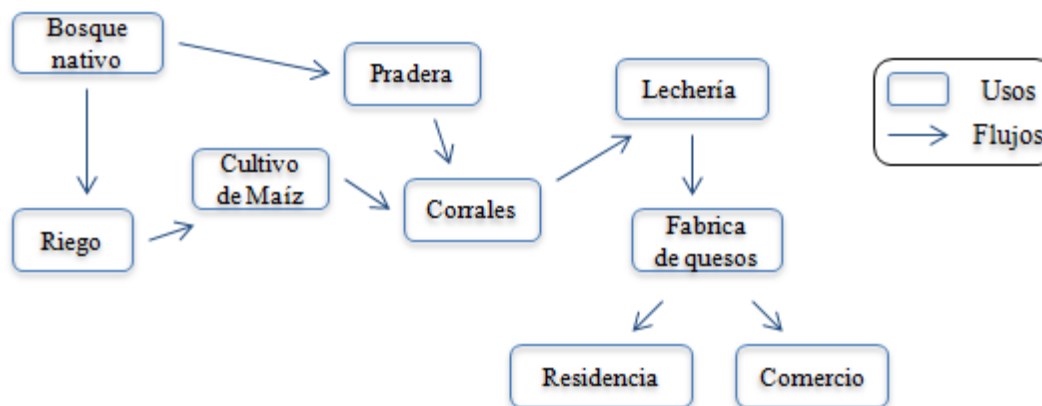 Bosque
nativo
Pradera
Lechería
Usos
Flujos
Cultivo
de Maíz
Corrales
Riego
Fabrica
de quesos
Residencia
Comercio